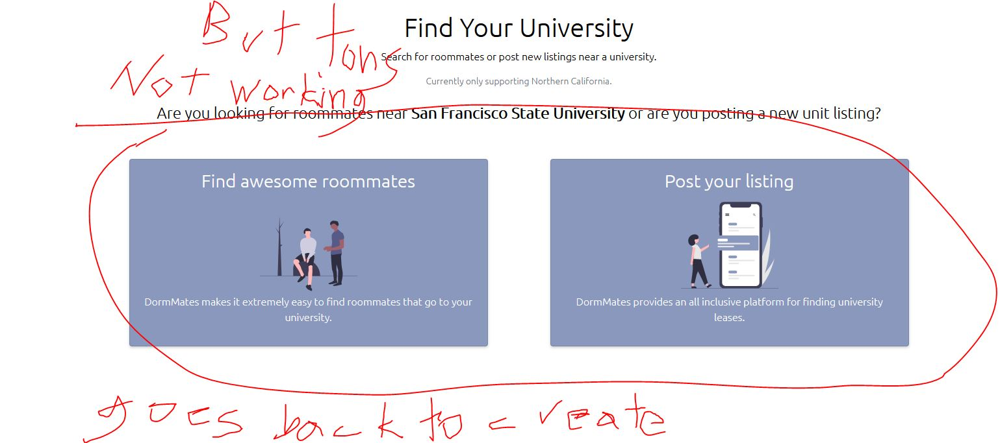 Buttons
Find Your University
Search for roommates or post new listings near a university.
Not working
Currently only supporting Northern California.
Are you looking for roommates near San Francisco State University or are you posting a new unit listing?
Find awesome roommates
DormMates makes it extremely easy to find roommates that go to your
university.
Post your listing
DormMates provides an all inclusive platform for finding university
leases.
goes back to create